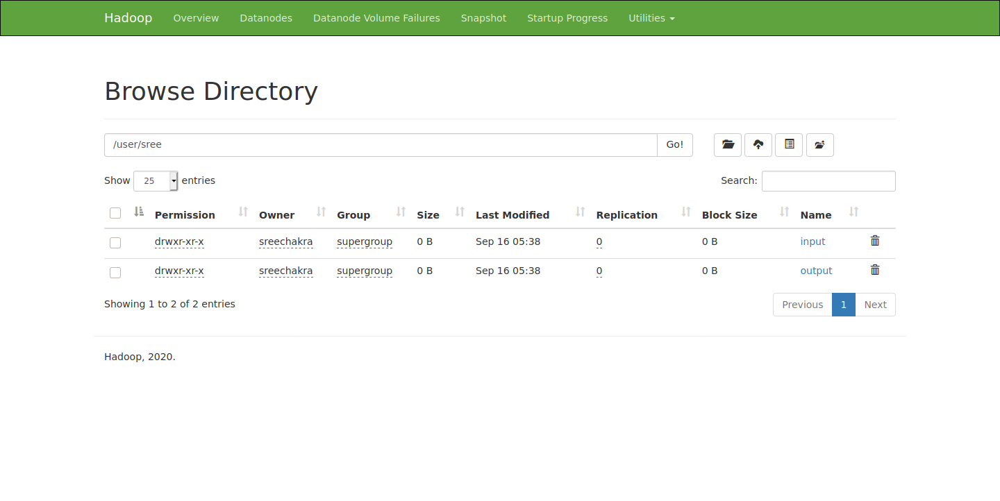 Hadoop Overview Datanodes Datanode Volume Failures Snapshot Startup Progress Utilities
Browse Directory
/user/sree Go!
Show 25 entries Search:
Permission Owner Group Size Last Modified Replication Block Size Name
drwxr-xr-x sreechakra supergroup 0 B Sep 16 05:38 0 0 B input
drwxr-xr-x sreechakra supergroup 0 B Sep 16 05:38 0 0 B output
Showing 1 to 2 of 2 entries Previous 1 Next
Hadoop, 2020.